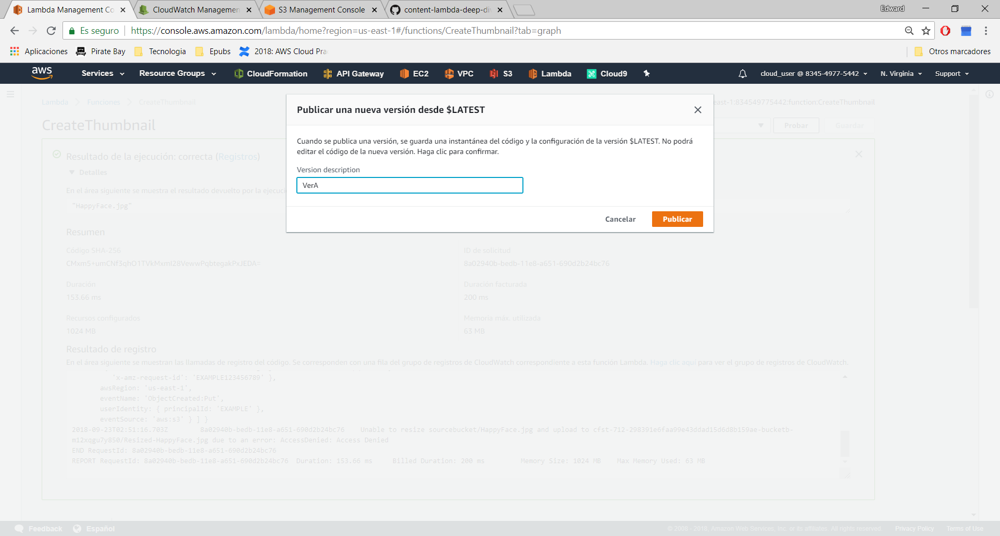 Lambda Management Co
CloudWatch Managemen
S3 Management Console
content-lambda-deep-di
Edward
Es seguro
https://console.aws.amazon.com/lambda/home?region=us-east-1#/functions/CreateThumbnail?tab=graph
Aplicaciones
Pirate Bay
Tecnologia
Epubs
2018: AWS Cloud Pra
Otros marcadores
aws
Services
Resource Groups
CloudFormation
API Gateway
EC2
VPC
S3
Lambda
Cloud9
cloud_user @ 8345-4977-5442
N. Virginia
Support
Lambda
Funciones
CreateThumbnail
east-1:834549775442:function:CreateThumbnail
CreateThumbnail
Probar
Guardar
Publicar una nueva versión desde $LATEST
Cuando se publica una versión, se guarda una instantánea del código y la configuración de la versión $LATEST. No podrá
editar el código de la nueva versión. Haga clic para confirmar.
Version description
VerA
Cancelar
Publicar
Resultado de la ejecución: correcta (Registros)
Detalles
En el área siguiente se muestra el resultado devuelto por la ejecuci
"HappyFace.jpg"
Resumen
Código SHA-256
ID de solicitud
8a02940b-bedb-11e8-a651-690d2b24bc76
Duración
Duración facturada
153.66 ms
200 ms
Recursos configurados
Memoria máx. utilizada
1024 MB
63 MB
Resultado de registro
En el área siguiente se muestran las llamadas de registro del código. Se corresponden con una fila del grupo de registros de CloudWatch correspondiente a esta función Lambda. Haga clic aquí para ver el grupo de registros de CloudWatch.
'x-amz-request-id': 'EXAMPLE123456789' },
awsRegion: 'us-east-1',
eventName: 'ObjectCreated:Put',
userIdentity: { principalId: 'EXAMPLE' },
eventSource: 'aws:s3' } ] }
2018-09-23T02:51:16.703Z 8a02940b-bedb-11e8-a651-690d2b24bc76 Unable to resize sourcebucket/HappyFace.jpg and upload to cfst-712-298391e6faa99e43ddad15d6d8b159ae-bucketb-
m12xqgu7y850/Resized-HappyFace.jpg due to an error: AccessDenied: Access Denied
END RequestId: 8a02940b-bedb-11e8-a651-690d2b24bc76
REPORT RequestId: 8a02940b-bedb-11e8-a651-690d2b24bc76 Duration: 153.66 ms Billed Duration: 200 ms Memory Size: 1024 MB Max Memory Used: 63 MB
Feedback
Español
© 2008 - 2018, Amazon Web Services, Inc. or its affiliates. All rights reserved.
Privacy Policy
Terms of Use